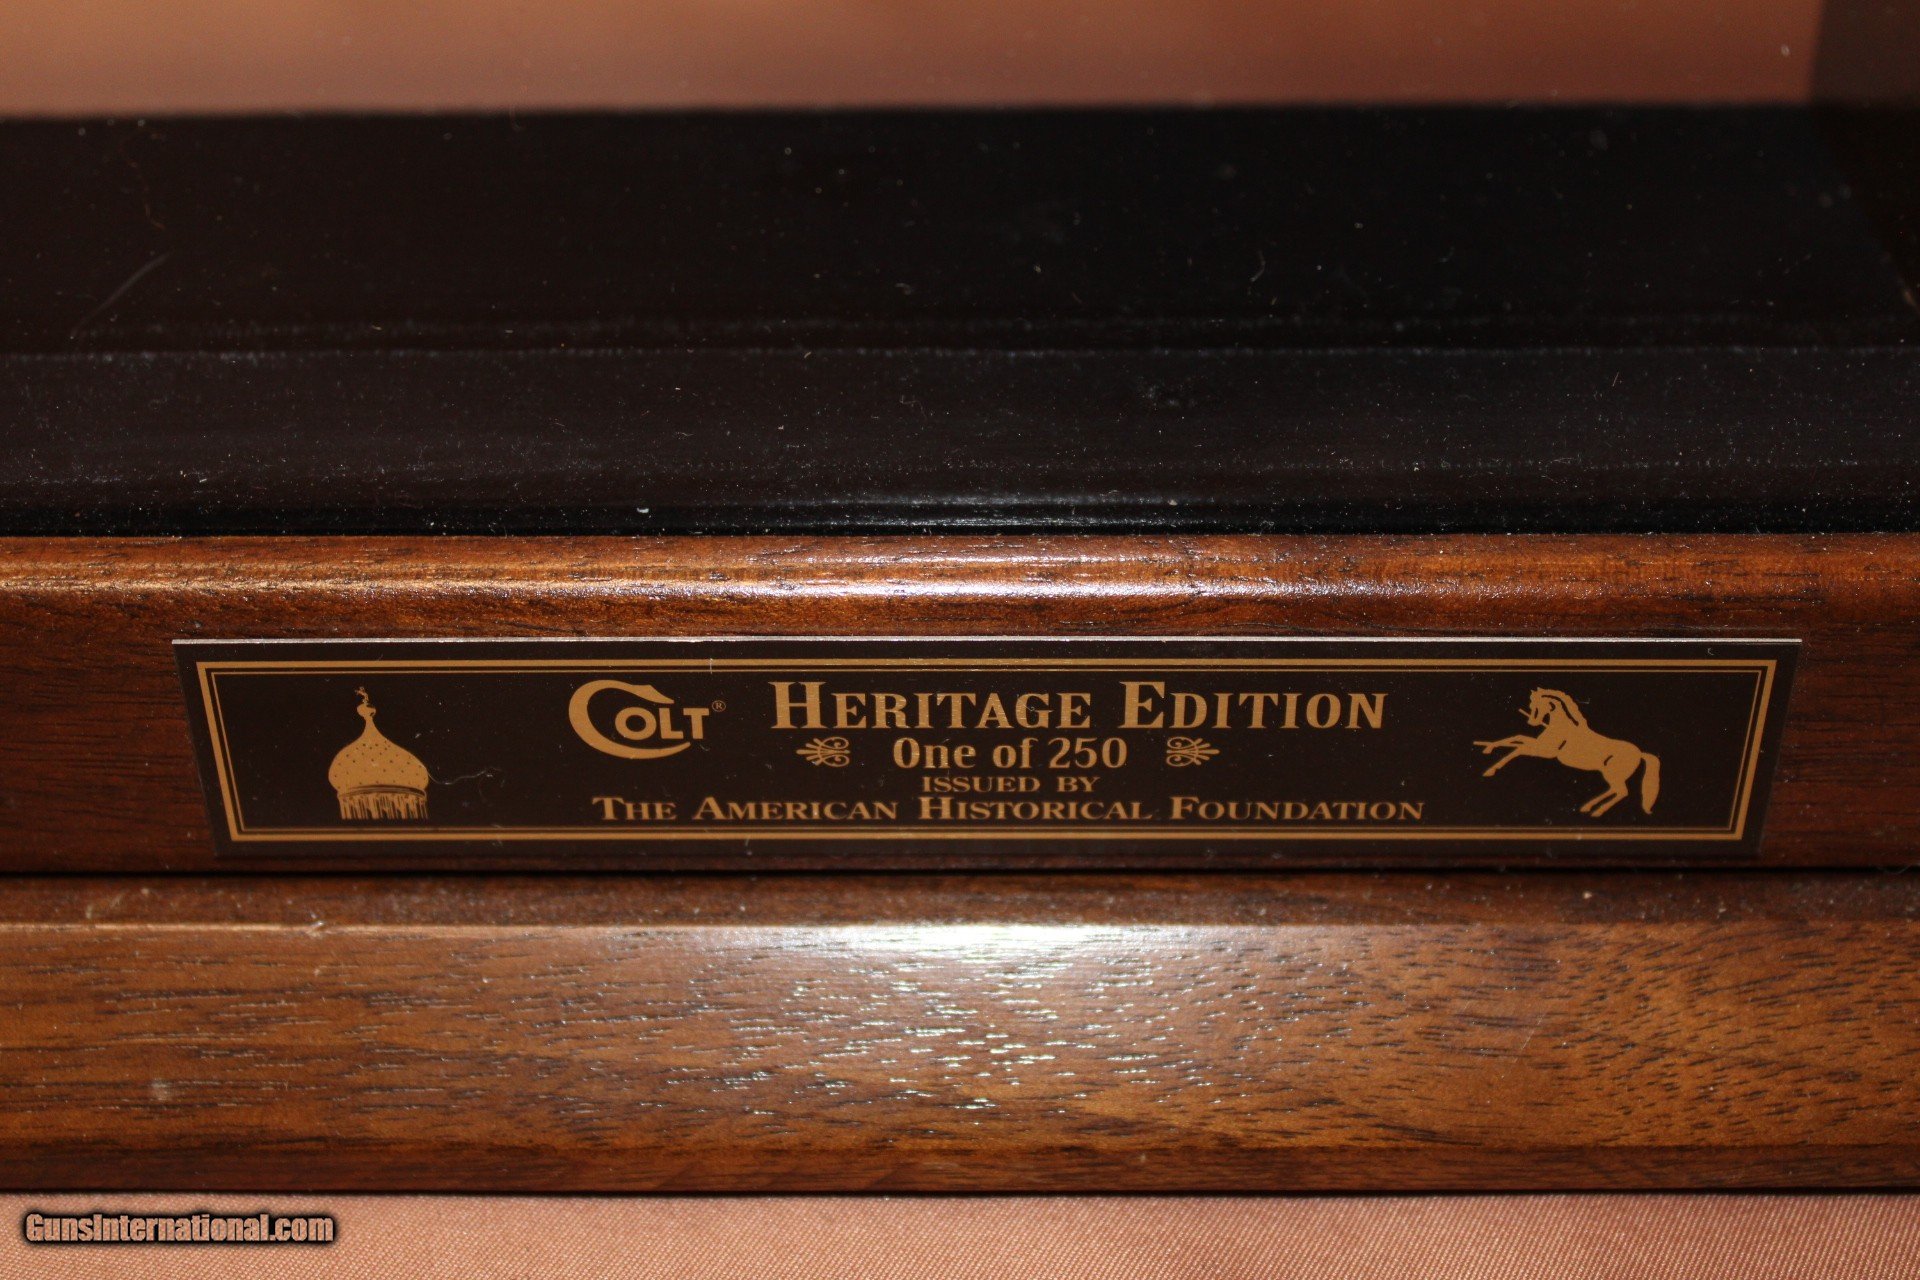 COLT® HERITAGE EDITION
One of 250
ISSUED BY
THE AMERICAN HISTORICAL FOUNDATION
GunsInternational.com